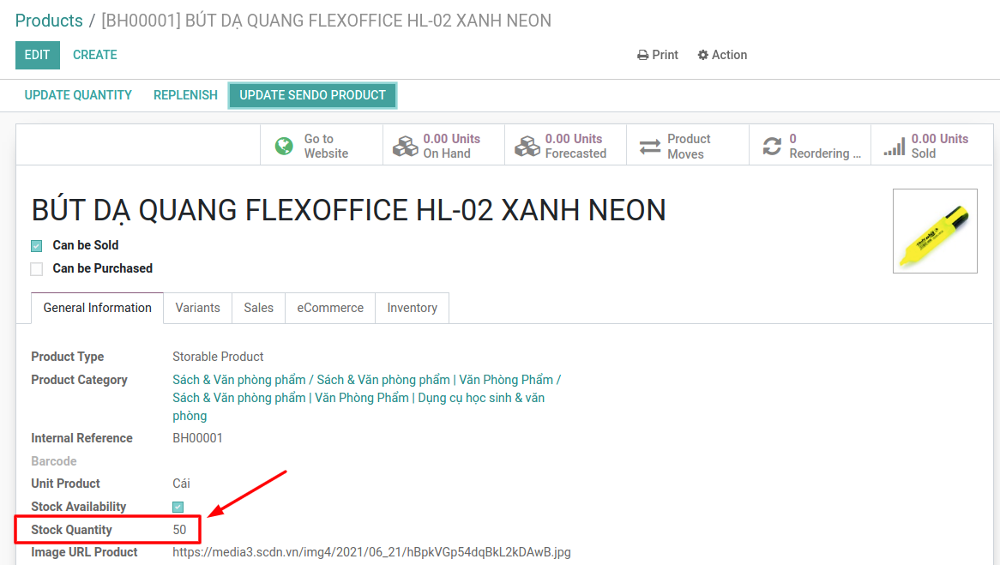 Products / [BH00001] BÚT DẠ QUANG FLEXOFFICE HL-02 XANH NEON
EDIT CREATE Print Action
UPDATE QUANTITY REPLENISH UPDATE SENDO PRODUCT
Go to Website
0.00 Units On Hand
0.00 Units Forecasted
Product Moves
0 Reordering ...
0.00 Units Sold
BÚT DẠ QUANG FLEXOFFICE HL-02 XANH NEON
Can be Sold
Can be Purchased
General Information Variants Sales eCommerce Inventory
Product Type Storable Product
Product Category Sách & Văn phòng phẩm / Sách & Văn phòng phẩm | Văn Phòng Phẩm /
Sách & Văn phòng phẩm | Văn Phòng Phẩm | Dụng cụ học sinh & văn
phòng
Internal Reference BH00001
Barcode
Unit Product Cái
Stock Availability
Stock Quantity 50
Image URL Product https://media3.scdn.vn/img4/2021/06_21/hBpkVGp54dqBkL2kDAwB.jpg